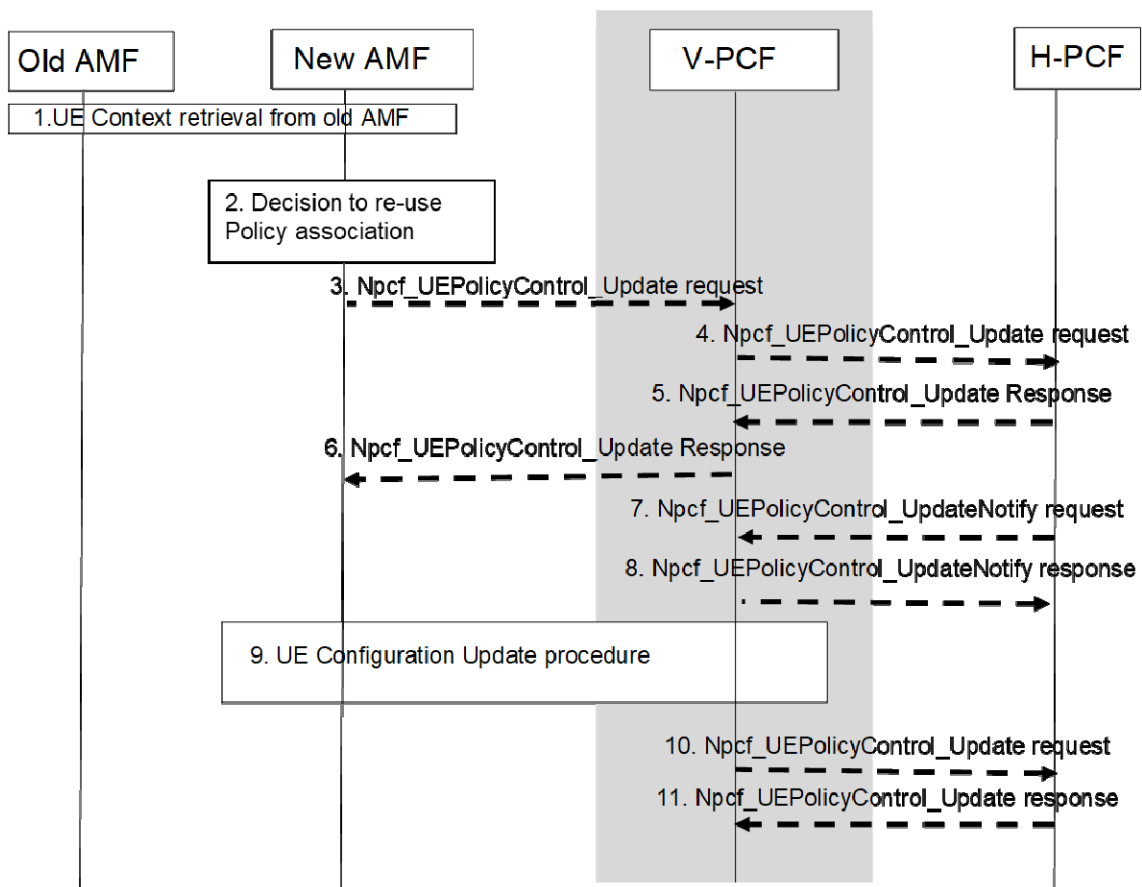 Old AMF
New AMF
V-PCF
H-PCF
1.UE Context retrieval from old AMF
2. Decision to re-use
Policy association
3. Npcf_UEPolicyControl_Update request
4. Npcf_UEPolicyControl_Update request
5. Npcf_UEPolicyControl_Update Response
6. Npcf_UEPolicyControl_Update Response
7. Npcf_UEPolicyControl_UpdateNotify request
8. Npcf_UEPolicyControl_UpdateNotify response
9. UE Configuration Update procedure
10. Npcf_UEPolicyControl_Update request
11. Npcf_UEPolicyControl_Update response